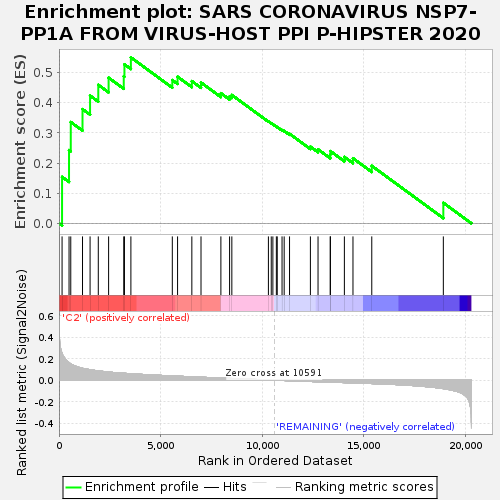 Enrichment plot: SARS CORONAVIRUS NSP7-
PP1A FROM VIRUS-HOST PPI P-HIPSTER 2020
Enrichment score (ES)
0.5
0.4
0.3
0.2
0.1
0.0
'C2' (positively correlated)
Ranked list metric (Signal2Noise)
0.6
0.4
0.2
0.0
-0.2
-0.4
Zero cross at 10591
'REMAINING' (negatively correlated)
0
5,000
10,000
15,000
20,000
Rank in Ordered Dataset
Enrichment profile
Hits
Ranking metric scores